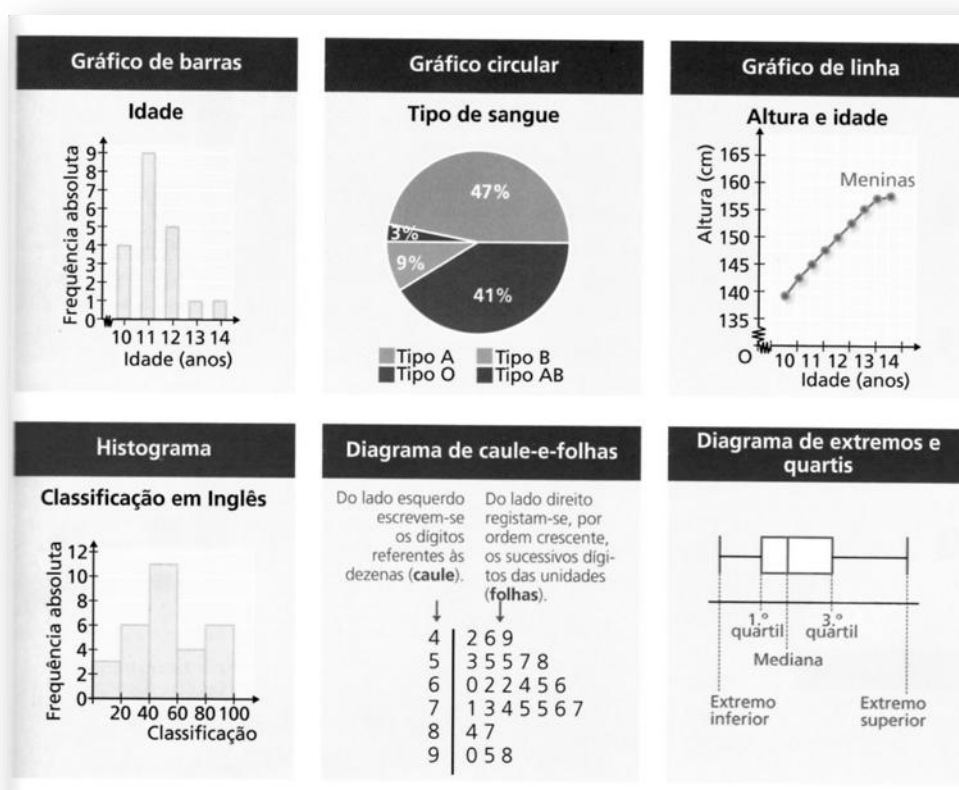 Gráfico de barras
Idade
Frequência absoluta
9
8
7
6
5
4
3
2
1
0
10 11 12 13 14
Idade (anos)
Gráfico circular
Tipo de sangue
47%
3%
9%
41%
Tipo A Tipo B
Tipo O Tipo AB
Gráfico de linha
Altura e idade
Altura (cm)
165
160
155
150
145
140
135
O
Meninas
10 11 12 13 14
Idade (anos)
Histograma
Classificação em Inglês
Frequência absoluta
12
10
8
6
4
2
0
20 40 60 80 100
Classificação
Diagrama de caule-e-folhas
Do lado esquerdo
escrevem-se
os dígitos
referentes às
dezenas (caule).
Do lado direito
registam-se, por
ordem crescente,
os sucessivos dígi-
tos das unidades
(folhas).
4 2 6 9
5 3 5 5 7 8
6 0 2 2 4 5 6
7 1 3 4 5 5 6 7
8 4 7
9 0 5 8
Diagrama de extremos e
quartis
1.º
quartil
3.º
quartil
Mediana
Extremo
inferior
Extremo
superior